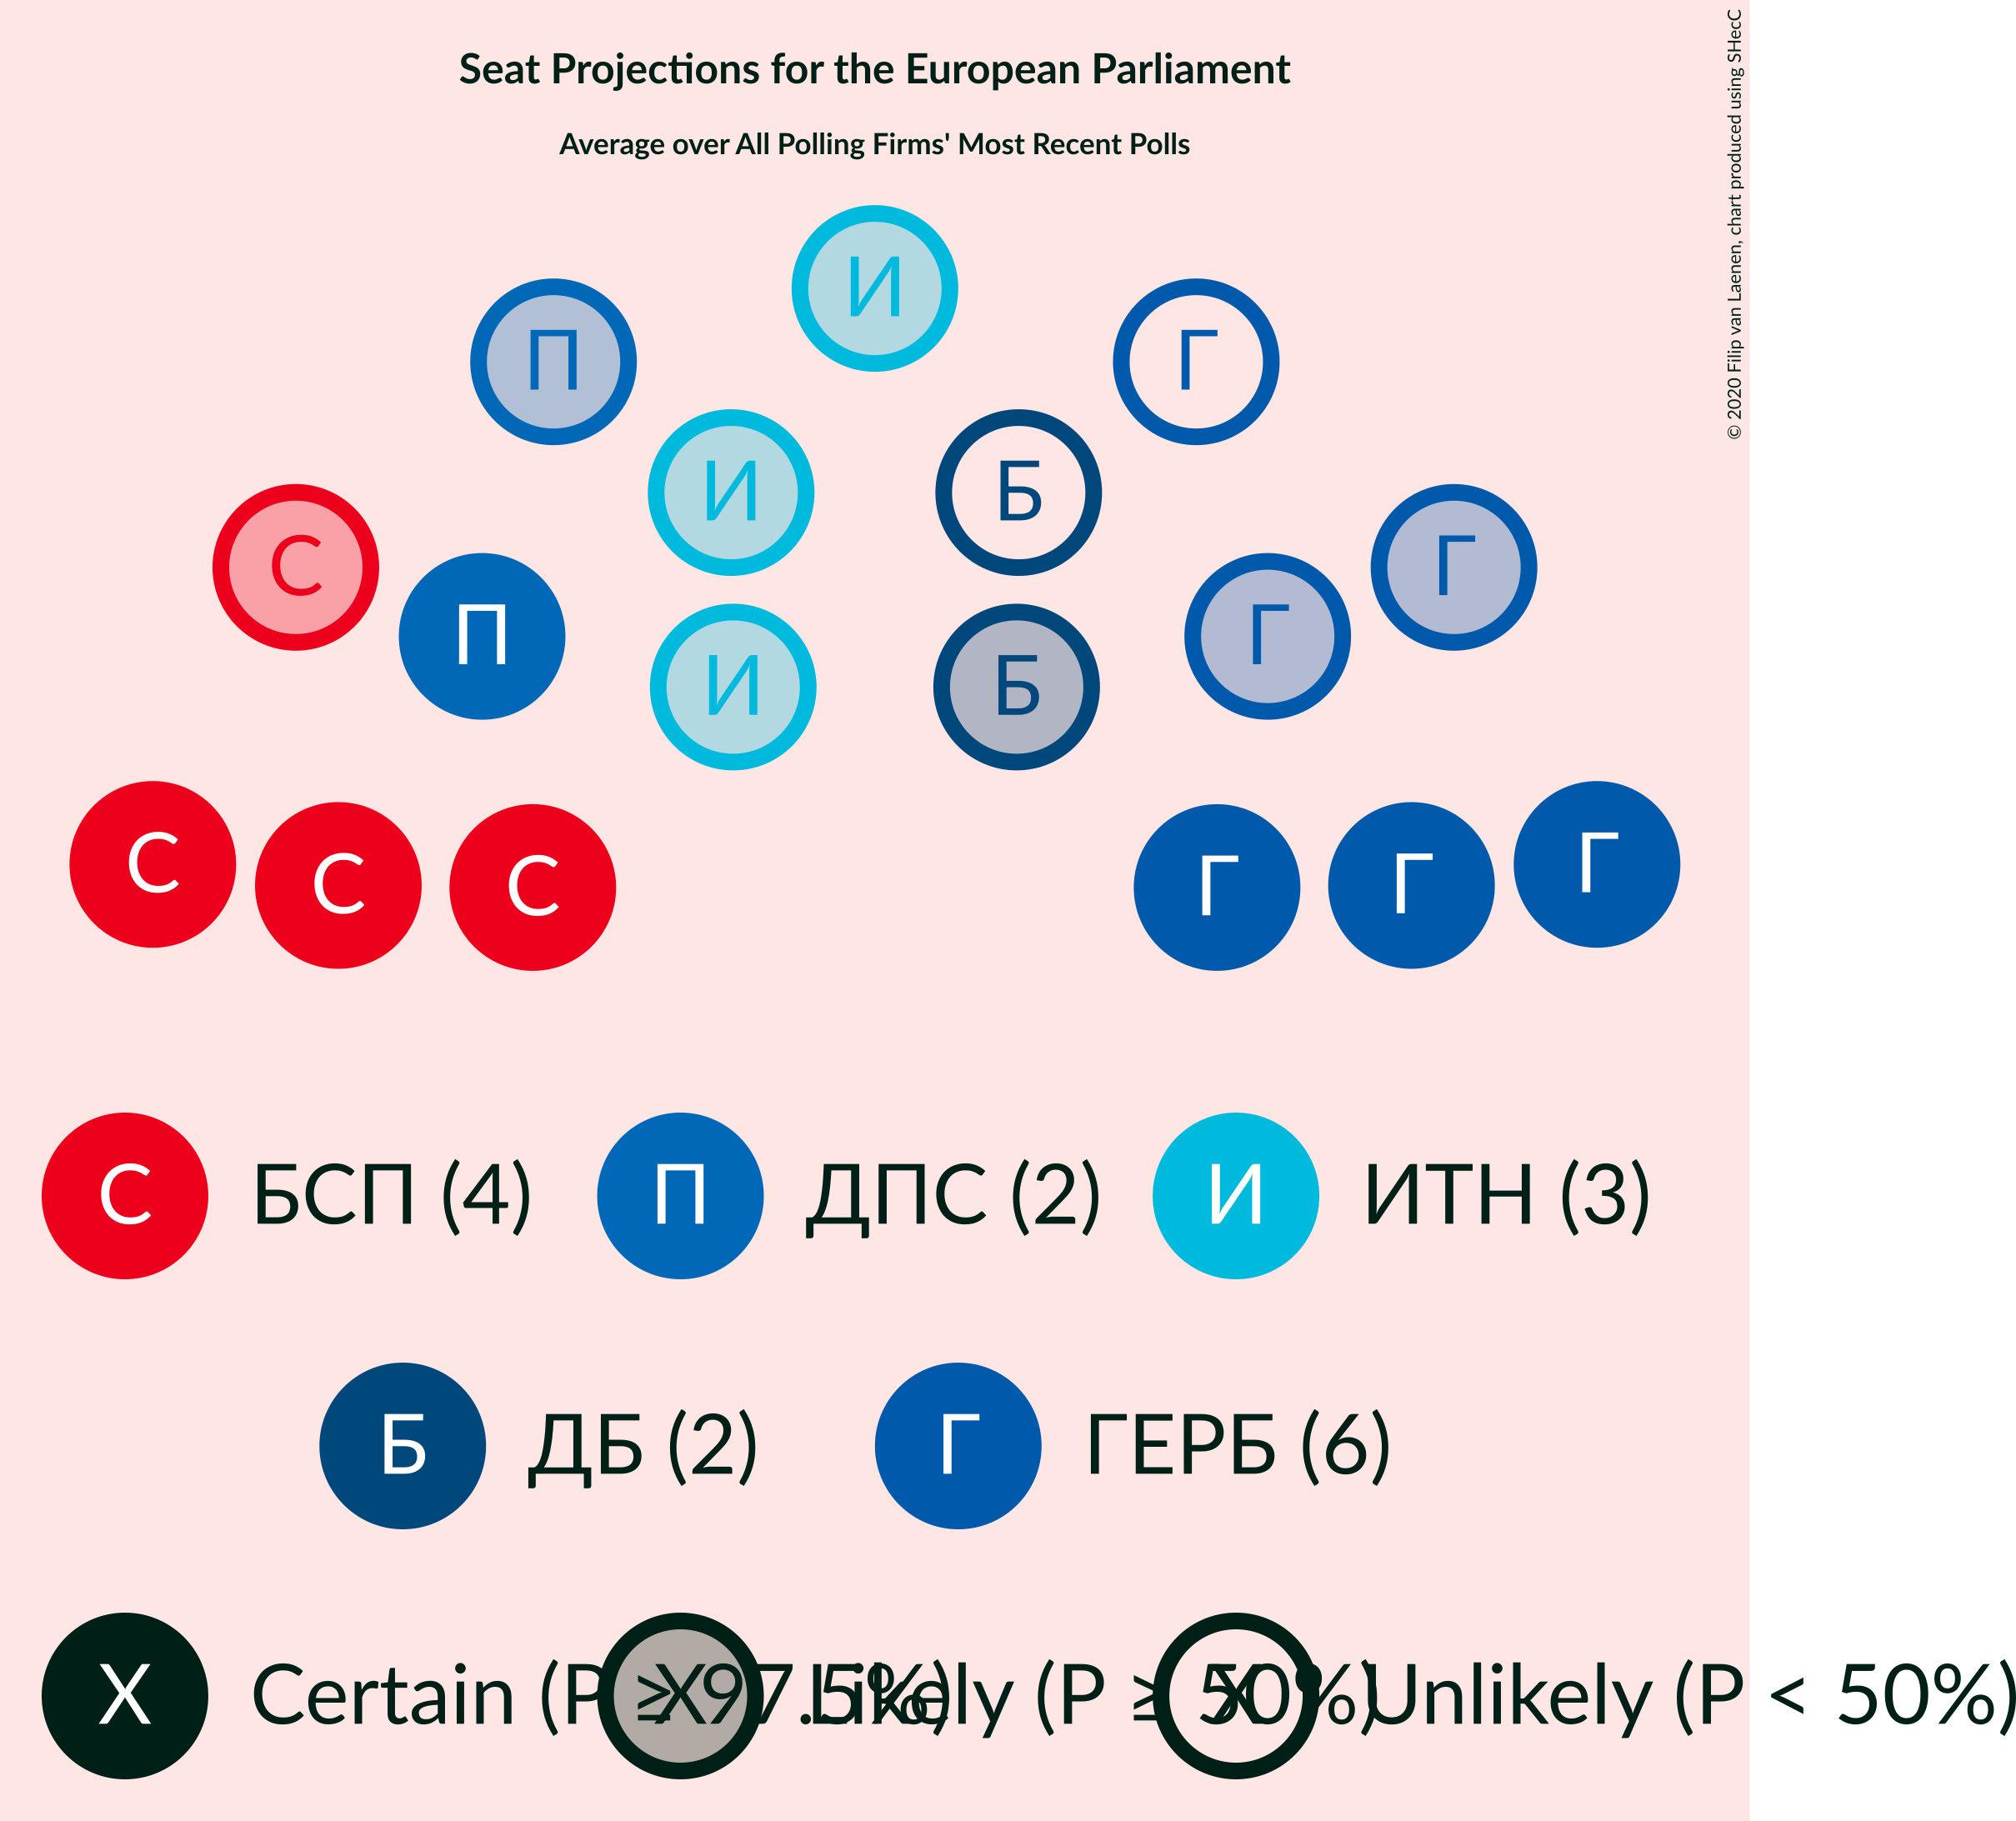 Seat Projections for the European Parliament
Average over All Polling Firms' Most Recent Polls
© 2020 Filip van Laenen, chart produced using SHecC
И
П Г
И Б
С Г
П Г
И Б
С Г
С Г
С Г
С БСП (4) П ДПС (2) И ИТН (3)
Б ДБ (2) Г ГЕРБ (6)
X Certain (P ≥ 97.5%) X Likely (P ≥ 50%) X Unlikely (P < 50%)